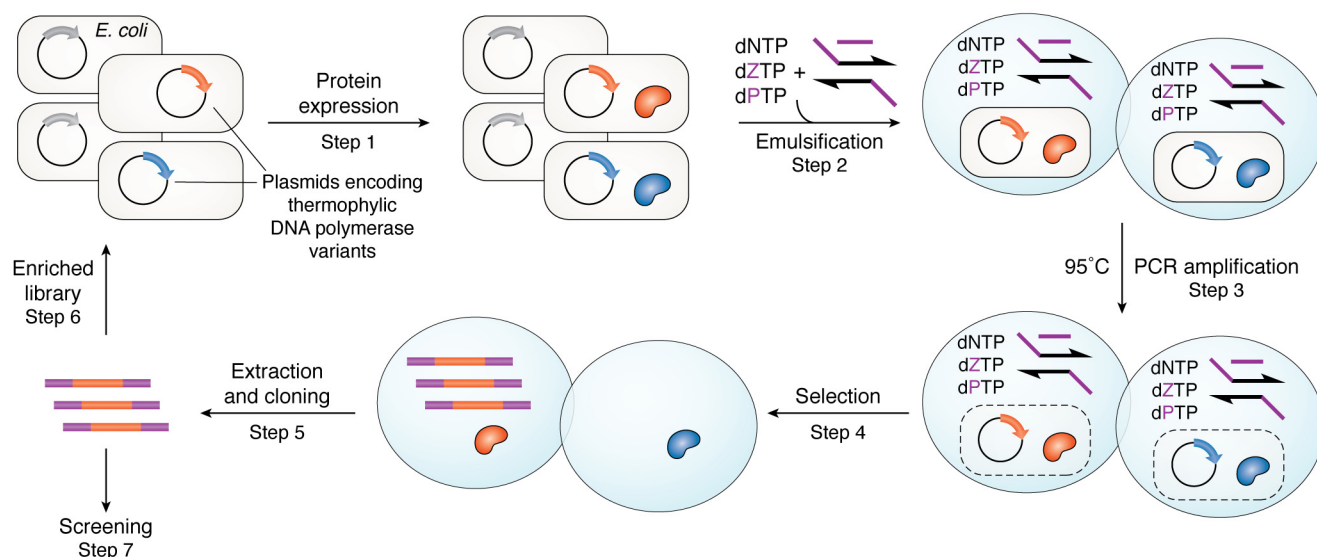 E. coli
Protein
expression
Step 1
Plasmids encoding
thermophylic
DNA polymerase
variants
dNTP
dZTP +
dPTP
Emulsification
Step 2
dNTP
dZTP
dPTP
dNTP
dZTP
dPTP
95°C
PCR amplification
Step 3
dNTP
dZTP
dPTP
dNTP
dZTP
dPTP
Selection
Step 4
Extraction
and cloning
Step 5
Enriched
library
Step 6
Screening
Step 7